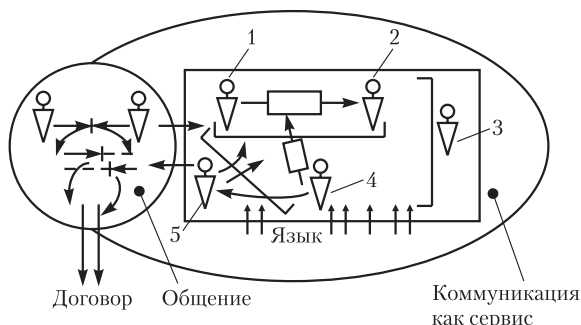 1
2
3
4
5
Язык
Договор
Общение
Коммуникация
как сервис